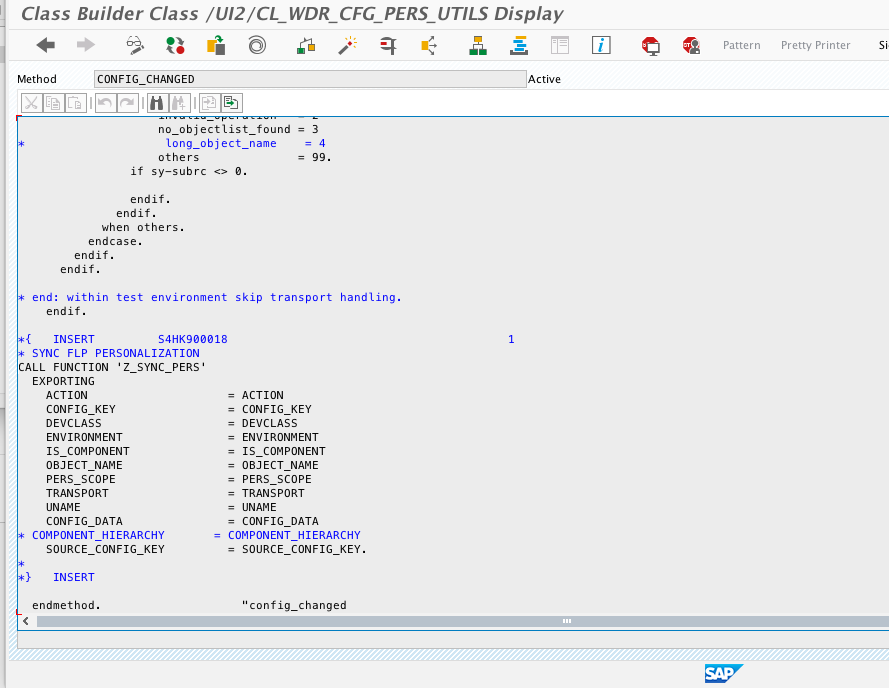 Class Builder Class /UI2/CL_WDR_CFG_PERS_UTILS Display
Pattern Pretty Printer
Method CONFIG_CHANGED Active
no_objectlist_found = 3
* long_object_name = 4
others = 99.
if sy-subrc <> 0.
endif.
endif.
when others.
endcase.
endif.
endif.
* end: within test environment skip transport handling.
endif.
*{ INSERT S4HK900018 1
* SYNC FLP PERSONALIZATION
CALL FUNCTION 'Z_SYNC_PERS'
EXPORTING
ACTION = ACTION
CONFIG_KEY = CONFIG_KEY
DEVCLASS = DEVCLASS
ENVIRONMENT = ENVIRONMENT
IS_COMPONENT = IS_COMPONENT
OBJECT_NAME = OBJECT_NAME
PERS_SCOPE = PERS_SCOPE
TRANSPORT = TRANSPORT
UNAME = UNAME
CONFIG_DATA = CONFIG_DATA
* COMPONENT_HIERARCHY = COMPONENT_HIERARCHY
SOURCE_CONFIG_KEY = SOURCE_CONFIG_KEY.
*
*} INSERT
endmethod. "config_changed
SAP